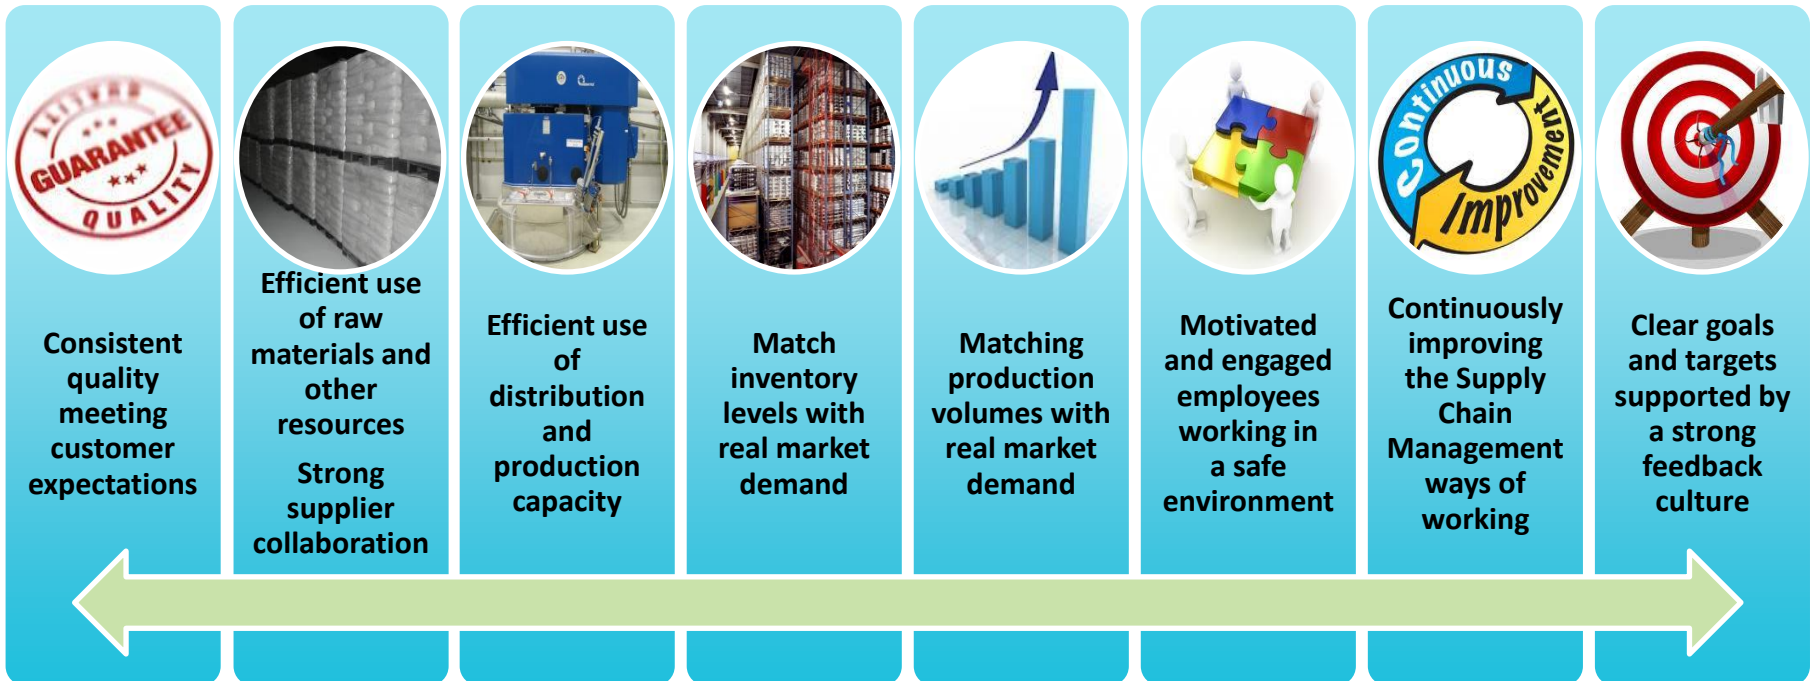 QUALITY
GUARANTEE
QUALITY
Consistent
quality
meeting
customer
expectations
Efficient use
of raw
materials and
other
resources
Strong
supplier
collaboration
Efficient use
of
distribution
and
production
capacity
Match
inventory
levels with
real market
demand
Matching
production
volumes with
real market
demand
Motivated
and engaged
employees
working in
a safe
environment
Continuous
Improvement
Continuously
improving
the Supply
Chain
Management
ways of
working
Clear goals
and targets
supported by
a strong
feedback
culture